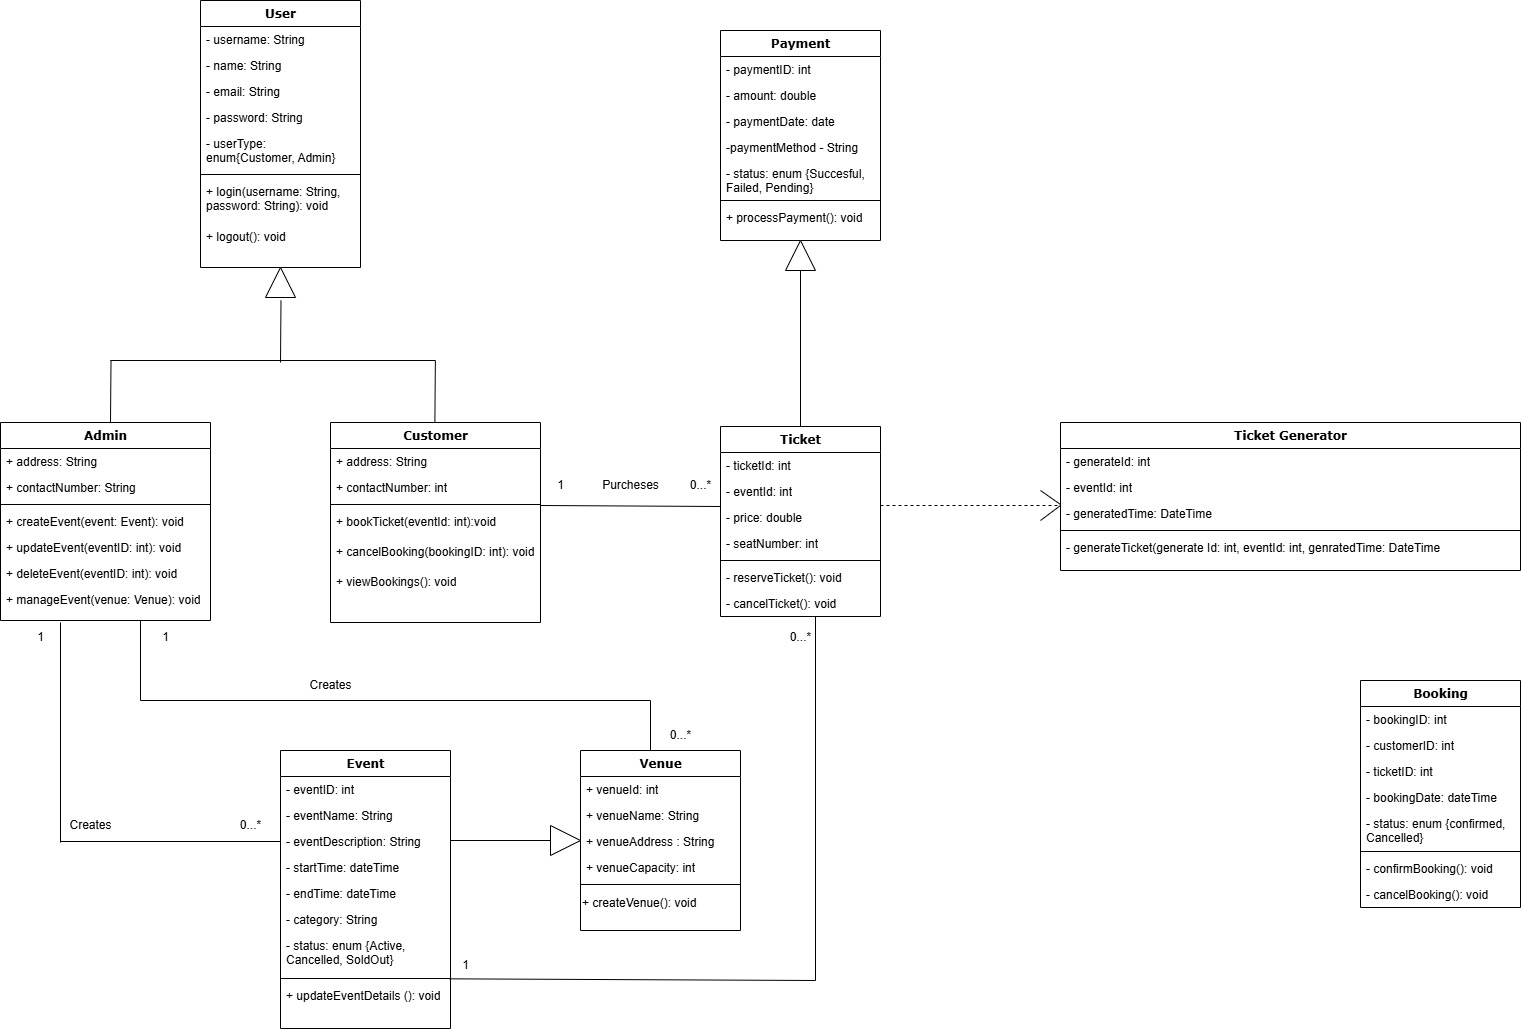 User
- username: String
- name: String
- email: String
- password: String
- userType:
enum{Customer, Admin}
+ login(username: String,
password: String): void
+ logout(): void
Payment
- paymentID: int
- amount: double
- paymentDate: date
-paymentMethod - String
- status: enum {Succesful,
Failed, Pending}
+ processPayment(): void
Admin
+ address: String
+ contactNumber: String
+ createEvent(event: Event): void
+ updateEvent(eventID: int): void
+ deleteEvent(eventID: int): void
+ manageEvent(venue: Venue): void
Customer
+ address: String
+ contactNumber: int
+ bookTicket(eventId: int):void
+ cancelBooking(bookingID: int): void
+ viewBookings(): void
1
Purcheses
0...*
Ticket
- ticketId: int
- eventId: int
- price: double
- seatNumber: int
- reserveTicket(): void
- cancelTicket(): void
Ticket Generator
- generateId: int
- eventId: int
- generatedTime: DateTime
- generateTicket(generate Id: int, eventId: int, genratedTime: DateTime
1
1
0...*
Creates
0...*
Creates
0...*
Event
- eventID: int
- eventName: String
- eventDescription: String
- startTime: dateTime
- endTime: dateTime
- category: String
- status: enum {Active,
Cancelled, SoldOut}
+ updateEventDetails (): void
1
Venue
+ venueId: int
+ venueName: String
+ venueAddress : String
+ venueCapacity: int
+ createVenue(): void
Booking
- bookingID: int
- customerID: int
- ticketID: int
- bookingDate: dateTime
- status: enum {confirmed,
Cancelled}
- confirmBooking(): void
- cancelBooking(): void